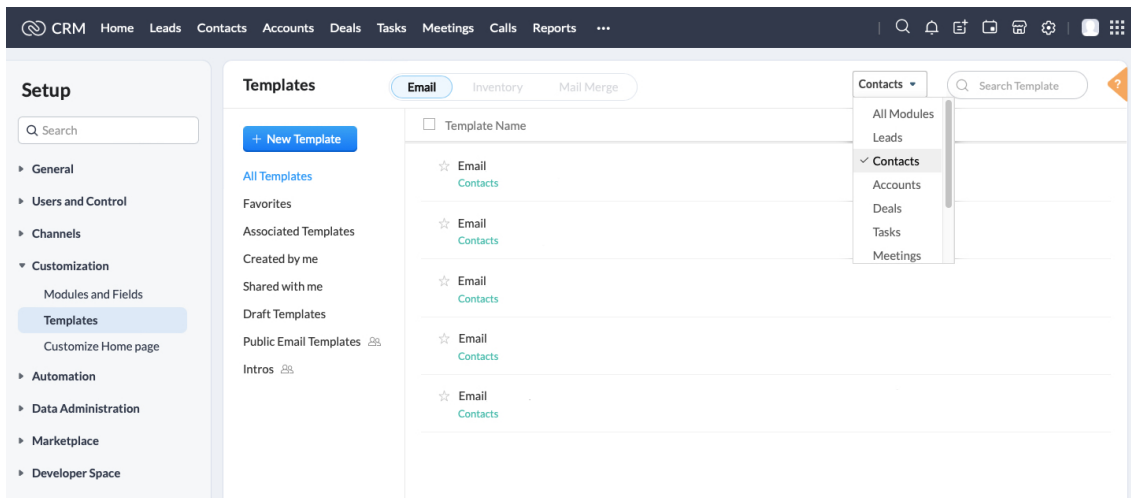 CRM Home Leads Contacts Accounts Deals Tasks Meetings Calls Reports •••
Setup
Search
General
Users and Control
Channels
Customization
Modules and Fields
Templates
Customize Home page
Automation
Data Administration
Marketplace
Developer Space
Templates
Email Inventory Mail Merge
Contacts
Search Template
?
+ New Template
All Templates
Favorites
Associated Templates
Created by me
Shared with me
Draft Templates
Public Email Templates
Intros
Template Name
Email
Contacts
Email
Contacts
Email
Contacts
Email
Contacts
Email
Contacts
All Modules
Leads
Contacts
Accounts
Deals
Tasks
Meetings